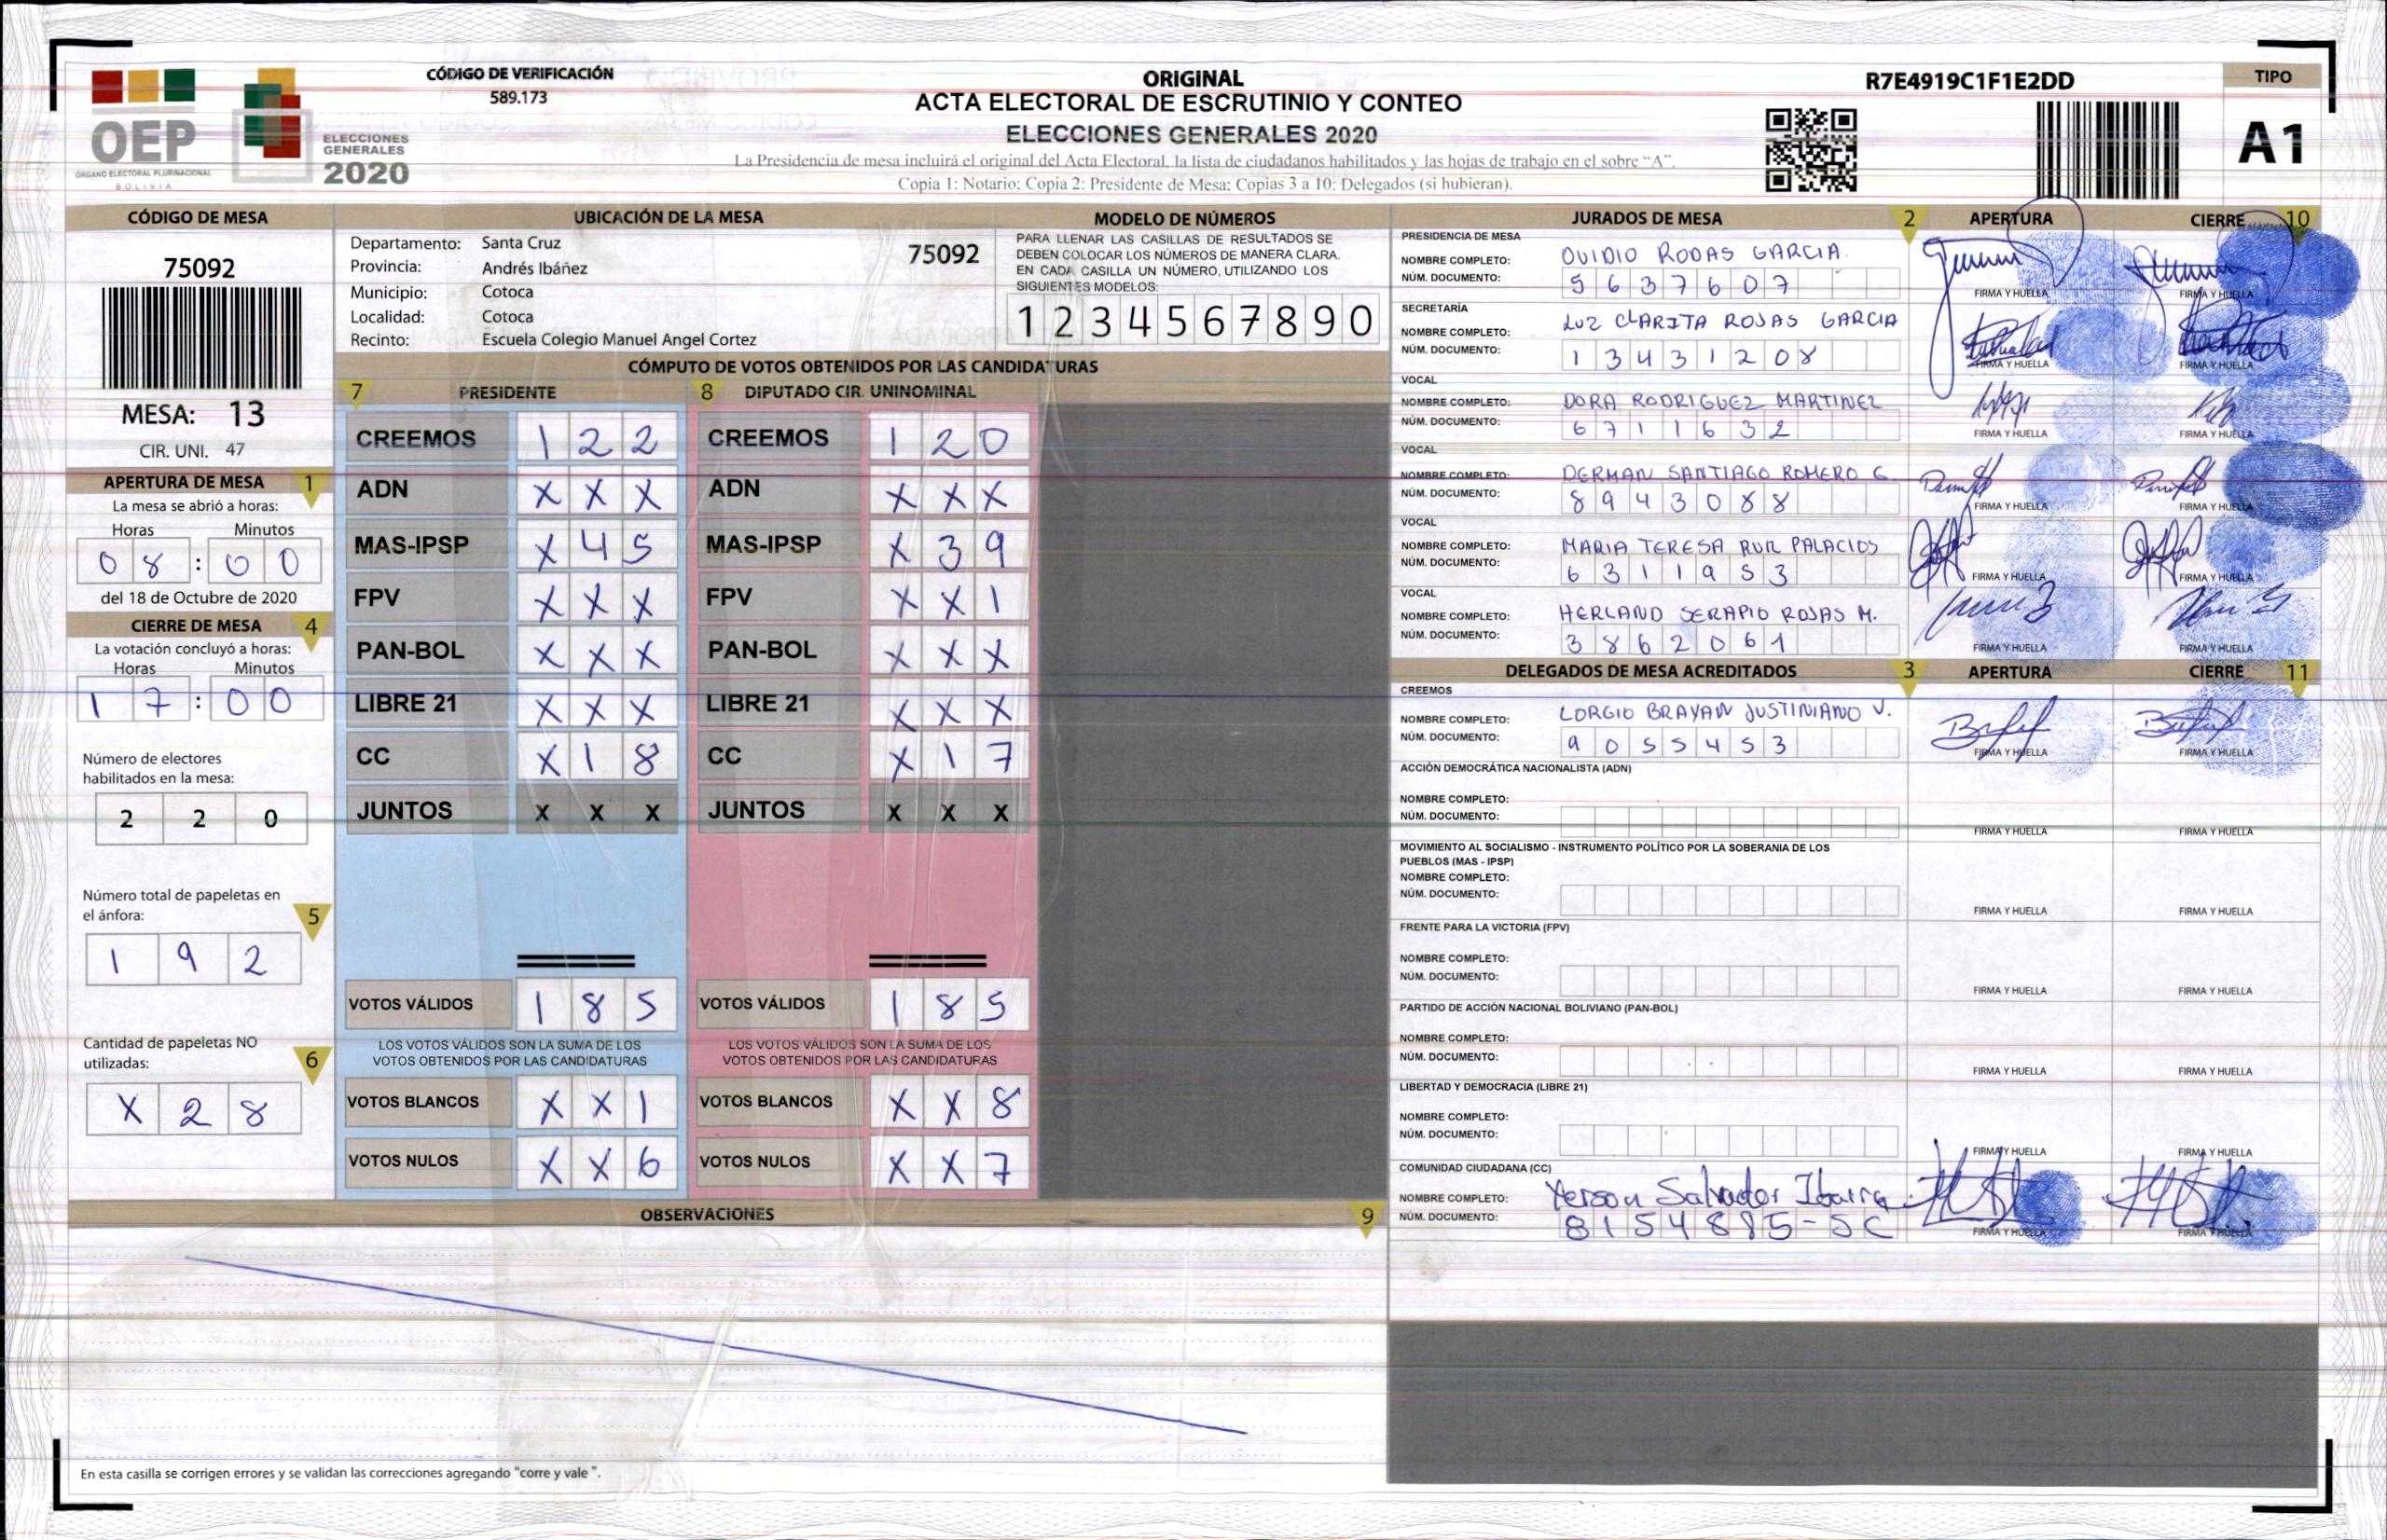 OEP
ÓRGANO ELECTORAL PLURINACIONAL
BOLIVIA
ELECCIONES
GENERALES
2020
CÓDIGO DE VERIFICACIÓN
589.173
ORIGINAL
ACTA ELECTORAL DE ESCRUTINIO Y CONTEO
ELECCIONES GENERALES 2020
La Presidencia de mesa incluirá el original del Acta Electoral, la lista de ciudadanos habilitados y las hojas de trabajo en el sobre "A".
Copia 1: Notario; Copia 2: Presidente de Mesa; Copias 3 a 10: Delegados (si hubieran).
R7E4919C1F1E2DD
TIPO
A1
CÓDIGO DE MESA
75092
MESA: 13
CIR. UNI. 47
APERTURA DE MESA 1
La mesa se abrió a horas:
Horas Minutos
0 8 : 0 0
del 18 de Octubre de 2020
CIERRE DE MESA 4
La votación concluyó a horas:
Horas Minutos
1 7 : 0 0
Número de electores
habilitados en la mesa:
2 2 0
Número total de papeletas en
el ánfora: 5
1 9 2
Cantidad de papeletas NO
utilizadas: 6
X 2 8
UBICACIÓN DE LA MESA
Departamento: Santa Cruz
Provincia: Andrés Ibáñez
Municipio: Cotoca
Localidad: Cotoca
Recinto: Escuela Colegio Manuel Angel Cortez
75092
MODELO DE NÚMEROS
PARA LLENAR LAS CASILLAS DE RESULTADOS SE
DEBEN COLOCAR LOS NÚMEROS DE MANERA CLARA.
EN CADA CASILLA UN NÚMERO, UTILIZANDO LOS
SIGUIENTES MODELOS:
1 2 3 4 5 6 7 8 9 0
CÓMPUTO DE VOTOS OBTENIDOS POR LAS CANDIDATURAS
7 PRESIDENTE
CREEMOS 1 2 2
ADN X X X
MAS-IPSP X 4 5
FPV X X X
PAN-BOL X X X
LIBRE 21 X X X
CC X 1 8
JUNTOS X X X
VOTOS VÁLIDOS 1 8 5
LOS VOTOS VÁLIDOS SON LA SUMA DE LOS
VOTOS OBTENIDOS POR LAS CANDIDATURAS
VOTOS BLANCOS X X 1
VOTOS NULOS X X 6
8 DIPUTADO CIR. UNINOMINAL
CREEMOS 1 2 0
ADN X X X
MAS-IPSP X 3 9
FPV X X 1
PAN-BOL X X X
LIBRE 21 X X X
CC X 1 7
JUNTOS X X X
VOTOS VÁLIDOS 1 8 5
LOS VOTOS VÁLIDOS SON LA SUMA DE LOS
VOTOS OBTENIDOS POR LAS CANDIDATURAS
VOTOS BLANCOS X X 8
VOTOS NULOS X X 7
OBSERVACIONES 9
En esta casilla se corrigen errores y se validan las correcciones agregando "corre y vale ".
JURADOS DE MESA 2 APERTURA CIERRE 10
PRESIDENCIA DE MESA
NOMBRE COMPLETO: OVIDIO RODAS GARCIA
NÚM. DOCUMENTO: 5 6 3 7 6 0 7
FIRMA Y HUELLA FIRMA Y HUELLA
SECRETARÍA
NOMBRE COMPLETO: LUZ CLARITA ROJAS GARCIA
NÚM. DOCUMENTO: 1 3 4 3 1 2 0 8
FIRMA Y HUELLA FIRMA Y HUELLA
VOCAL
NOMBRE COMPLETO: DORA RODRIGUEZ MARTINEZ
NÚM. DOCUMENTO: 6 7 1 1 6 3 2
FIRMA Y HUELLA FIRMA Y HUELLA
VOCAL
NOMBRE COMPLETO: DERMAN SANTIAGO ROMERO G.
NÚM. DOCUMENTO: 8 9 4 3 0 8 8
FIRMA Y HUELLA FIRMA Y HUELLA
VOCAL
NOMBRE COMPLETO: MARIA TERESA RUIZ PALACIOS
NÚM. DOCUMENTO: 6 3 1 1 9 5 3
FIRMA Y HUELLA FIRMA Y HUELLA
VOCAL
NOMBRE COMPLETO: HERLAND SERAPIO ROJAS M.
NÚM. DOCUMENTO: 3 8 6 2 0 6 1
FIRMA Y HUELLA FIRMA Y HUELLA
DELEGADOS DE MESA ACREDITADOS 3 APERTURA CIERRE 11
CREEMOS
NOMBRE COMPLETO: LORGIO BRAYAN JUSTINIANO V.
NÚM. DOCUMENTO: 9 0 5 5 4 5 3
FIRMA Y HUELLA FIRMA Y HUELLA
ACCIÓN DEMOCRÁTICA NACIONALISTA (ADN)
NOMBRE COMPLETO:
NÚM. DOCUMENTO:
FIRMA Y HUELLA FIRMA Y HUELLA
MOVIMIENTO AL SOCIALISMO - INSTRUMENTO POLÍTICO POR LA SOBERANIA DE LOS
PUEBLOS (MAS - IPSP)
NOMBRE COMPLETO:
NÚM. DOCUMENTO:
FIRMA Y HUELLA FIRMA Y HUELLA
FRENTE PARA LA VICTORIA (FPV)
NOMBRE COMPLETO:
NÚM. DOCUMENTO:
FIRMA Y HUELLA FIRMA Y HUELLA
PARTIDO DE ACCIÓN NACIONAL BOLIVIANO (PAN-BOL)
NOMBRE COMPLETO:
NÚM. DOCUMENTO:
FIRMA Y HUELLA FIRMA Y HUELLA
LIBERTAD Y DEMOCRACIA (LIBRE 21)
NOMBRE COMPLETO:
NÚM. DOCUMENTO:
FIRMA Y HUELLA FIRMA Y HUELLA
COMUNIDAD CIUDADANA (CC)
NOMBRE COMPLETO: Yerson Salvador Ibarra
NÚM. DOCUMENTO: 8154885-SC
FIRMA Y HUELLA FIRMA Y HUELLA